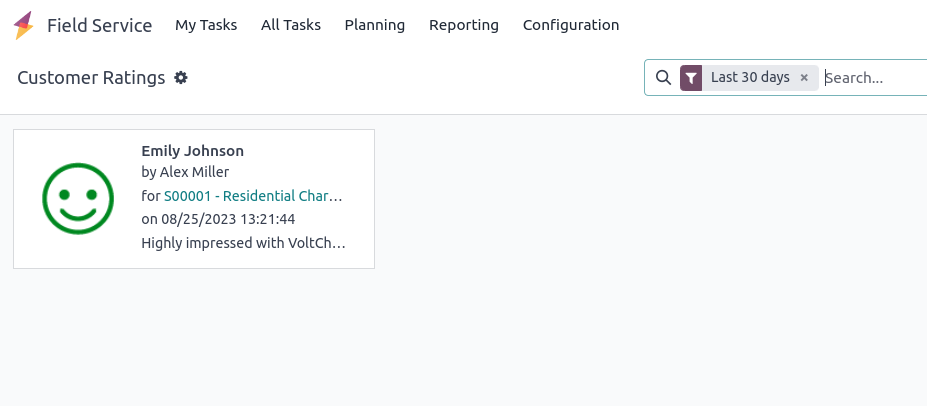 Field Service My Tasks All Tasks Planning Reporting Configuration
Customer Ratings Last 30 days × Search...
Emily Johnson
by Alex Miller
for S00001 - Residential Char…
on 08/25/2023 13:21:44
Highly impressed with VoltCh…